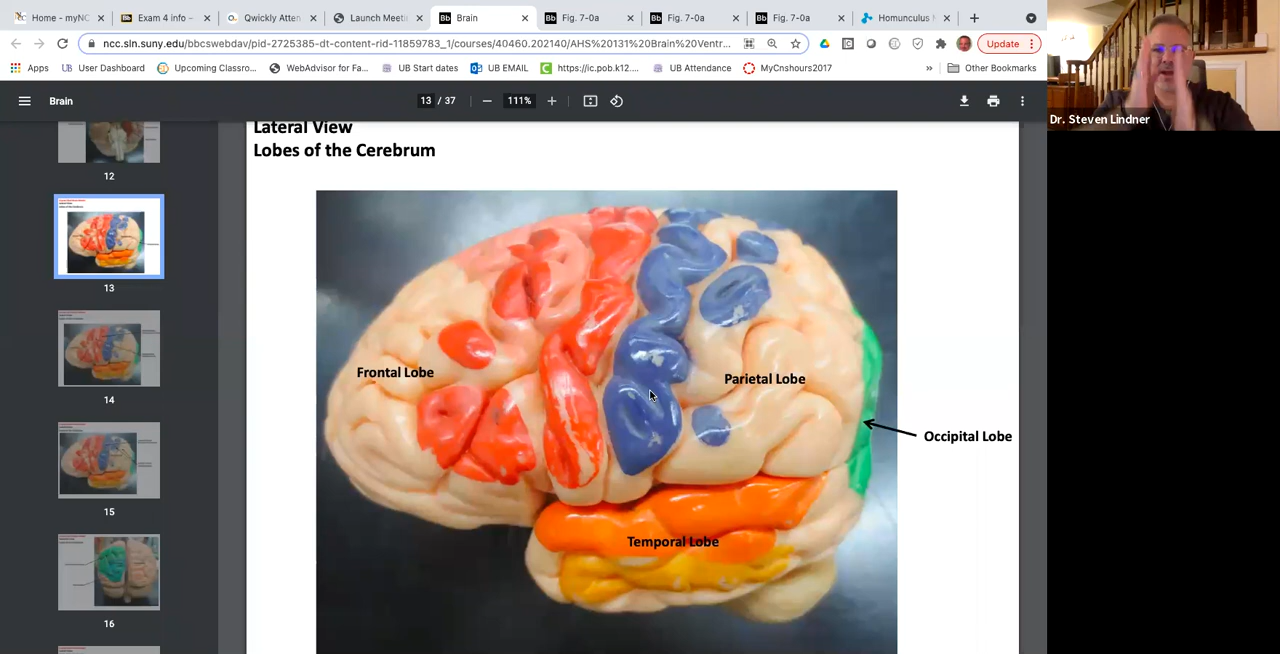 Home - myNC
Exam 4 info –
Qwickly Atten
Launch Meeti
Brain
Fig. 7-0a
Fig. 7-0a
Fig. 7-0a
Homunculus
ncc.sln.suny.edu/bbcswebdav/pid-2725385-dt-content-rid-11859783_1/courses/40460.202140/AHS%20131%20Brain%20Ventr...
Update
Apps
UB User Dashboard
Upcoming Classro...
WebAdvisor for Fa...
UB Start dates
UB EMAIL
https://ic.pob.k12....
UB Attendance
MyCnshours2017
»
Other Bookmarks
Brain
13 / 37
111%
Dr. Steven Lindner
12
13
14
15
16
Lateral View
Lobes of the Cerebrum
Frontal Lobe
Parietal Lobe
Occipital Lobe
Temporal Lobe